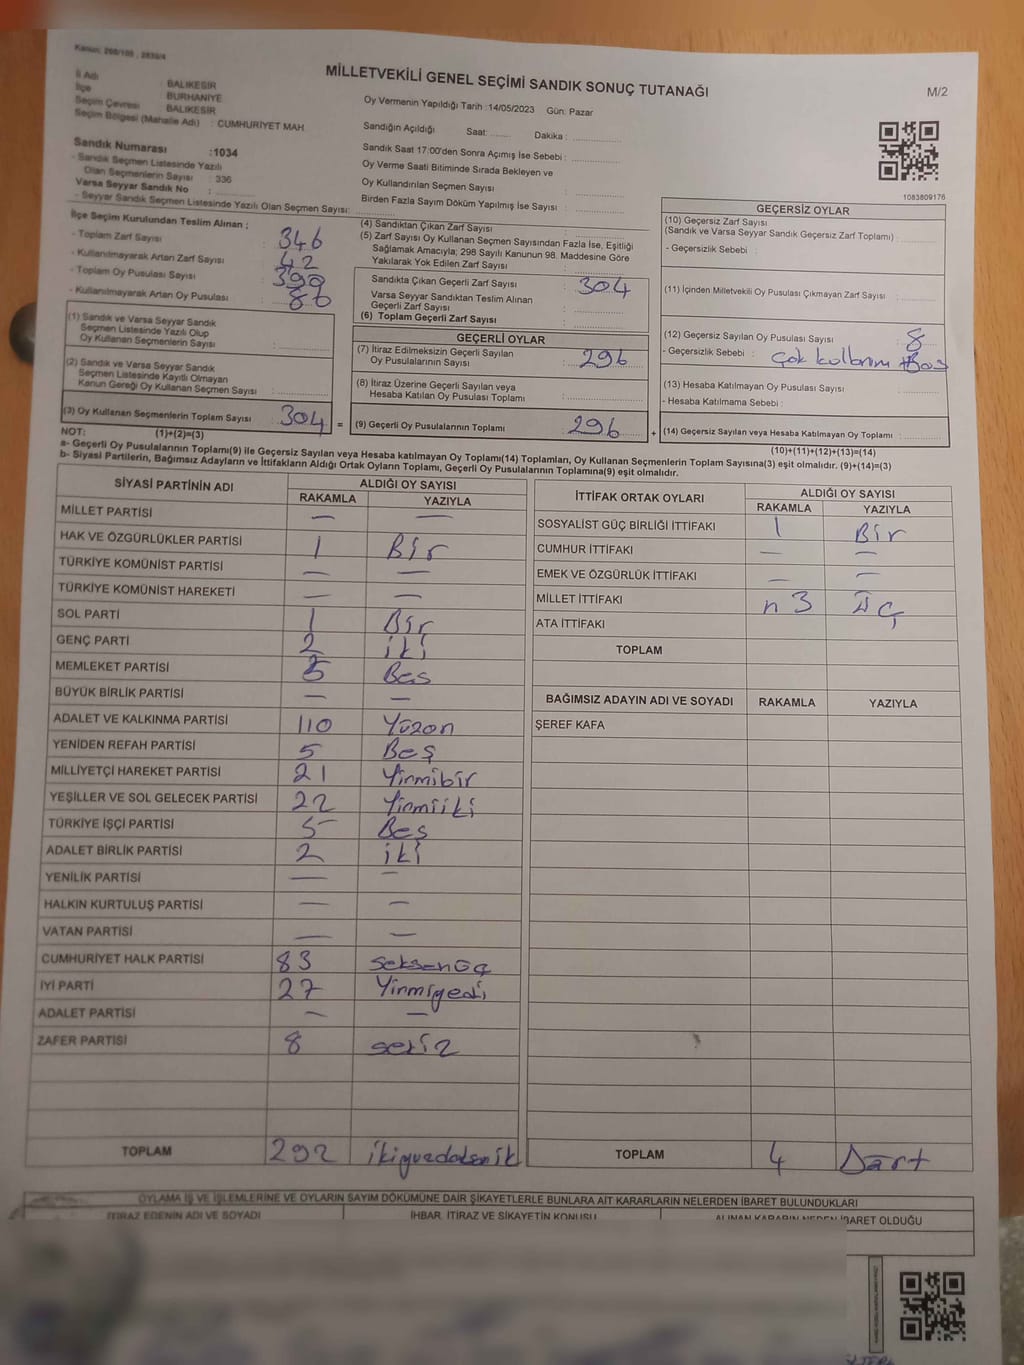 Kanun: 298/105 , 2839/4
MİLLETVEKİLİ GENEL SEÇİMİ SANDIK SONUÇ TUTANAĞI
M/2
İl Adı : BALIKESİR
İlçe : BURHANİYE
Seçim Çevresi : BALIKESİR
Seçim Bölgesi (Mahalle Adı) : CUMHURİYET MAH.
Sandık Numarası :1034
- Sandık Seçmen Listesinde Yazılı
Olan Seçmenlerin Sayısı : 336
Varsa Seyyar Sandık No : ............
- Seyyar Sandık Seçmen Listesinde Yazılı Olan Seçmen Sayısı: ............
Oy Vermenin Yapıldığı Tarih :14/05/2023 Gün: Pazar
Sandığın Açıldığı Saat: ........ Dakika : ............
Sandık Saat 17:00'den Sonra Açımış İse Sebebi : ............
Oy Verme Saati Bitiminde Sırada Bekleyen ve
Oy Kullandırılan Seçmen Sayısı : ............
Birden Fazla Sayım Döküm Yapılmış İse Sayısı : ............
1083809176
İlçe Seçim Kurulundan Teslim Alınan ;
- Toplam Zarf Sayısı : 346
- Kullanılmayarak Artan Zarf Sayısı : 42
- Toplam Oy Pusulası Sayısı : 390
- Kullanılmayarak Artan Oy Pusulası : 86
(1) Sandık ve Varsa Seyyar Sandık
Seçmen Listesinde Yazılı Olup
Oy Kullanan Seçmenlerin Sayısı : ............
(2) Sandık ve Varsa Seyyar Sandık
Seçmen Listesinde Kayıtlı Olmayan
Kanun Gereği Oy Kullanan Seçmen Sayısı : ............
(3) Oy Kullanan Seçmenlerin Toplam Sayısı : 304 =
(4) Sandıktan Çıkan Zarf Sayısı : ............
(5) Zarf Sayısı Oy Kullanan Seçmen Sayısından Fazla İse, Eşitliği
Sağlamak Amacıyla; 298 Sayılı Kanunun 98. Maddesine Göre
Yakılarak Yok Edilen Zarf Sayısı : ............
Sandıkta Çıkan Geçerli Zarf Sayısı : 304
Varsa Seyyar Sandıktan Teslim Alınan
Geçerli Zarf Sayısı : ............
(6) Toplam Geçerli Zarf Sayısı : ............
GEÇERLİ OYLAR
(7) İtiraz Edilmeksizin Geçerli Sayılan
Oy Pusulalarının Sayısı : 296
(8) İtiraz Üzerine Geçerli Sayılan veya
Hesaba Katılan Oy Pusulası Toplamı : ............
(9) Geçerli Oy Pusulalarının Toplamı : 296 +
GEÇERSİZ OYLAR
(10) Geçersiz Zarf Sayısı
(Sandık ve Varsa Seyyar Sandık Geçersiz Zarf Toplamı) : ............
- Geçersizlik Sebebi :
(11) İçinden Milletvekili Oy Pusulası Çıkmayan Zarf Sayısı : ............
(12) Geçersiz Sayılan Oy Pusulası Sayısı : 8
- Geçersizlik Sebebi : Çok kullanım +Boş
(13) Hesaba Katılmayan Oy Pusulası Sayısı :
- Hesaba Katılmama Sebebi :
(14) Geçersiz Sayılan veya Hesaba Katılmayan Oy Toplamı : ............
NOT: (1)+(2)=(3) (10)+(11)+(12)+(13)=(14)
a- Geçerli Oy Pusulalarının Toplamı(9) ile Geçersiz Sayılan veya Hesaba katılmayan Oy Toplamı(14) Toplamları, Oy Kullanan Seçmenlerin Toplam Sayısına(3) eşit olmalıdır. (9)+(14)=(3)
b- Siyasi Partilerin, Bağımsız Adayların ve İttifakların Aldığı Ortak Oyların Toplamı, Geçerli Oy Pusulalarının Toplamına(9) eşit olmalıdır.
SİYASİ PARTİNİN ADI ALDIĞI OY SAYISI
RAKAMLA YAZIYLA
MİLLET PARTİSİ — —
HAK VE ÖZGÜRLÜKLER PARTİSİ 1 Bir
TÜRKİYE KOMÜNİST PARTİSİ — —
TÜRKİYE KOMÜNİST HAREKETİ — —
SOL PARTİ 1 Bir
GENÇ PARTİ 2 iki
MEMLEKET PARTİSİ 5 Beş
BÜYÜK BİRLİK PARTİSİ — —
ADALET VE KALKINMA PARTİSİ 110 Yüzon
YENİDEN REFAH PARTİSİ 5 Beş
MİLLİYETÇİ HAREKET PARTİSİ 21 Yirmibir
YEŞİLLER VE SOL GELECEK PARTİSİ 22 Yirmiiki
TÜRKİYE İŞÇİ PARTİSİ 5 Beş
ADALET BİRLİK PARTİSİ 2 iki
YENİLİK PARTİSİ — —
HALKIN KURTULUŞ PARTİSİ — —
VATAN PARTİSİ — —
CUMHURİYET HALK PARTİSİ 83 seksenüç
İYİ PARTİ 27 Yirmiyedi
ADALET PARTİSİ — —
ZAFER PARTİSİ 8 sekiz
TOPLAM 292
İTTİFAK ORTAK OYLARI ALDIĞI OY SAYISI
RAKAMLA YAZIYLA
SOSYALİST GÜÇ BİRLİĞİ İTTİFAKI 1 Bir
CUMHUR İTTİFAKI — —
EMEK VE ÖZGÜRLÜK İTTİFAKI — —
MİLLET İTTİFAKI 3 Üç
ATA İTTİFAKI
TOPLAM
BAĞIMSIZ ADAYIN ADI VE SOYADI RAKAMLA YAZIYLA
ŞEREF KAFA
TOPLAM 4 Dört
OYLAMA İŞ VE İŞLEMLERİNE VE OYLARIN SAYIM DÖKÜMÜNE DAİR ŞİKAYETLERLE BUNLARA AİT KARARLARIN NELERDEN İBARET BULUNDUKLARI
İTİRAZ EDENİN ADI VE SOYADI İHBAR, İTİRAZ VE ŞİKAYETİN KONUSU ALINAN KARARIN NEDEN İBARET OLDUĞU